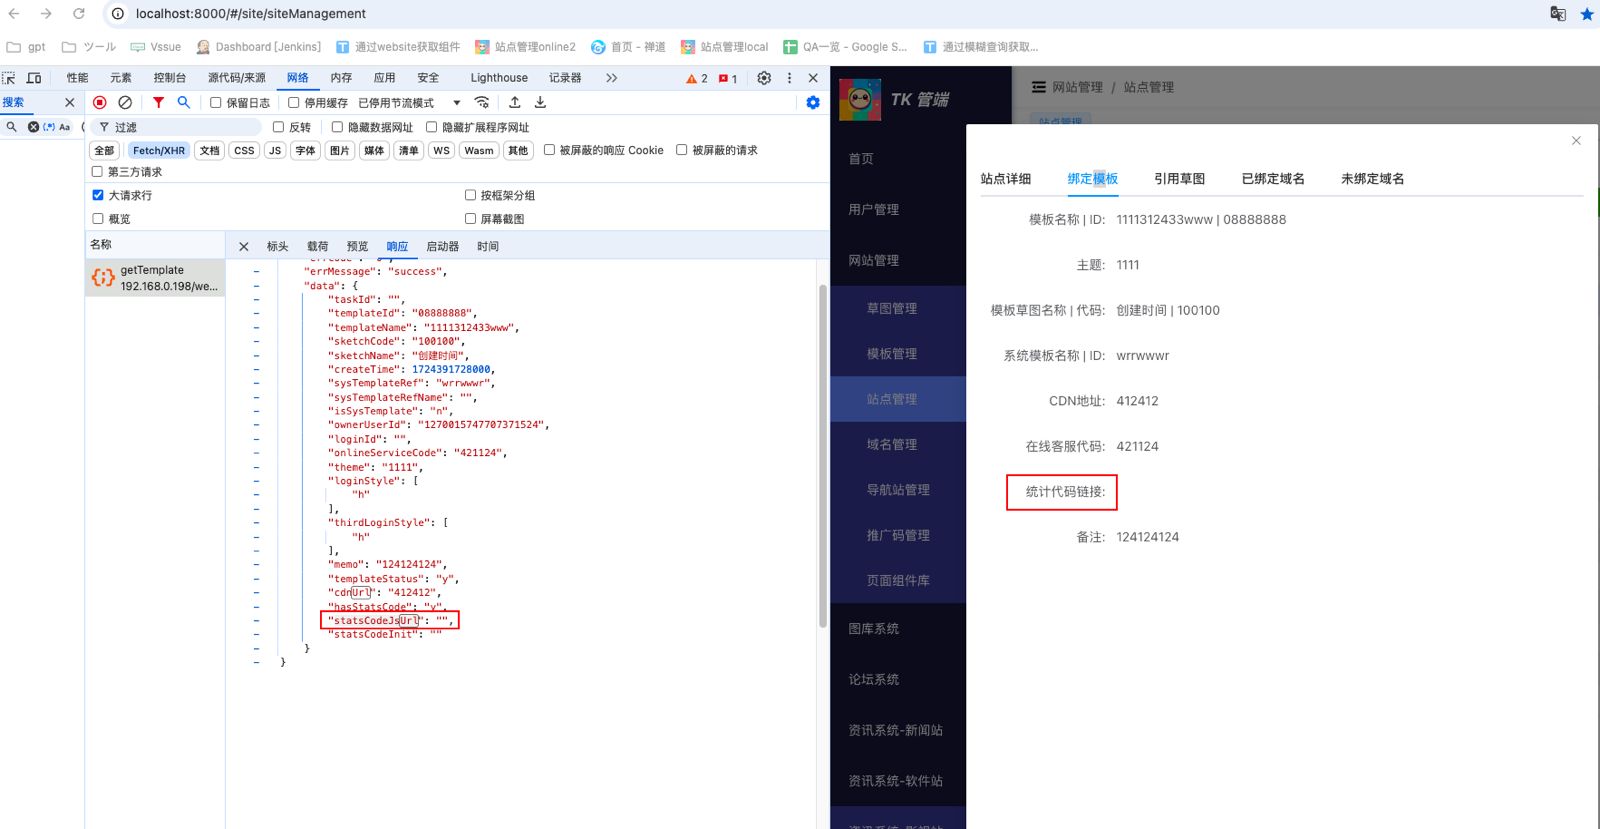 localhost:8000/#/site/siteManagement
gpt ツール Vssue Dashboard [Jenkins] 通过website获取组件 站点管理online2 首页 - 禅道 站点管理local QA一览 - Google S... 通过模糊查询获取...
性能 元素 控制台 源代码/来源 网络 内存 应用 安全 Lighthouse 记录器 2 1
搜索
保留日志 停用缓存 已停用节流模式
(.*) Aa
过滤 反转 隐藏数据网址 隐藏扩展程序网址
全部 Fetch/XHR 文档 CSS JS 字体 图片 媒体 清单 WS Wasm 其他 被屏蔽的响应 Cookie 被屏蔽的请求
第三方请求
大请求行 按框架分组
概览 屏幕截图
名称
标头 载荷 预览 响应 启动器 时间
getTemplate
192.168.0.198/we...
"errMessage": "success",
"data": {
"taskId": "",
"templateId": "08888888",
"templateName": "1111312433www",
"sketchCode": "100100",
"sketchName": "创建时间",
"createTime": 1724391728000,
"sysTemplateRef": "wrrwwwr",
"sysTemplateRefName": "",
"isSysTemplate": "n",
"ownerUserId": "1270015747707371524",
"loginId": "",
"onlineServiceCode": "421124",
"theme": "1111",
"loginStyle": [
"h"
],
"thirdLoginStyle": [
"h"
],
"memo": "124124124",
"templateStatus": "y",
"cdnUrl": "412412",
"hasStatsCode": "y",
"statsCodeJsUrl": "",
"statsCodeInit": ""
}
}
TK 管端
首页
用户管理
网站管理
草图管理
模板管理
站点管理
域名管理
导航站管理
推广码管理
页面组件库
图库系统
论坛系统
资讯系统-新闻站
资讯系统-软件站
网站管理 / 站点管理
站点管理
站点详细 绑定模板 引用草图 已绑定域名 未绑定域名
模板名称 | ID: 1111312433www | 08888888
主题: 1111
模板草图名称 | 代码: 创建时间 | 100100
系统模板名称 | ID: wrrwwwr
CDN地址: 412412
在线客服代码: 421124
统计代码链接:
备注: 124124124